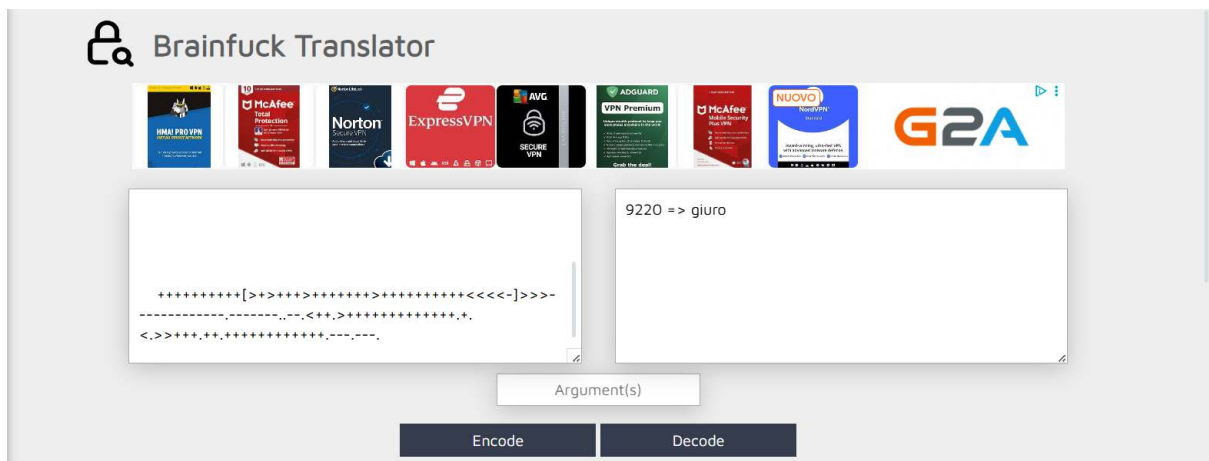 Brainfuck Translator
HMA! PRO VPN
10
McAfee
Total
Protection
Norton
Secure VPN
ExpressVPN
AVG
SECURE
VPN
ADGUARD
VPN Premium
Grab the deal!
McAfee
Mobile Security
Plus VPN
NUOVO
NordVPN
G2A
9220 => giuro
++++++++++[>+>+++>+++++++>++++++++++<<<<-]>>>-
------------.-------..--.<++.>+++++++++++++.+.
<.>>+++.++.++++++++++++.---.---.
Argument(s)
Encode
Decode